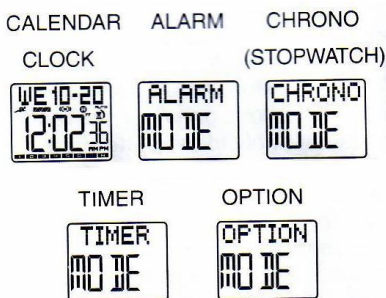 CALENDAR ALARM CHRONO
CLOCK (STOPWATCH)
WE 10-20
12:02 36
ALARM
MODE
CHRONO
MODE
TIMER OPTION
TIMER
MODE
OPTION
MODE